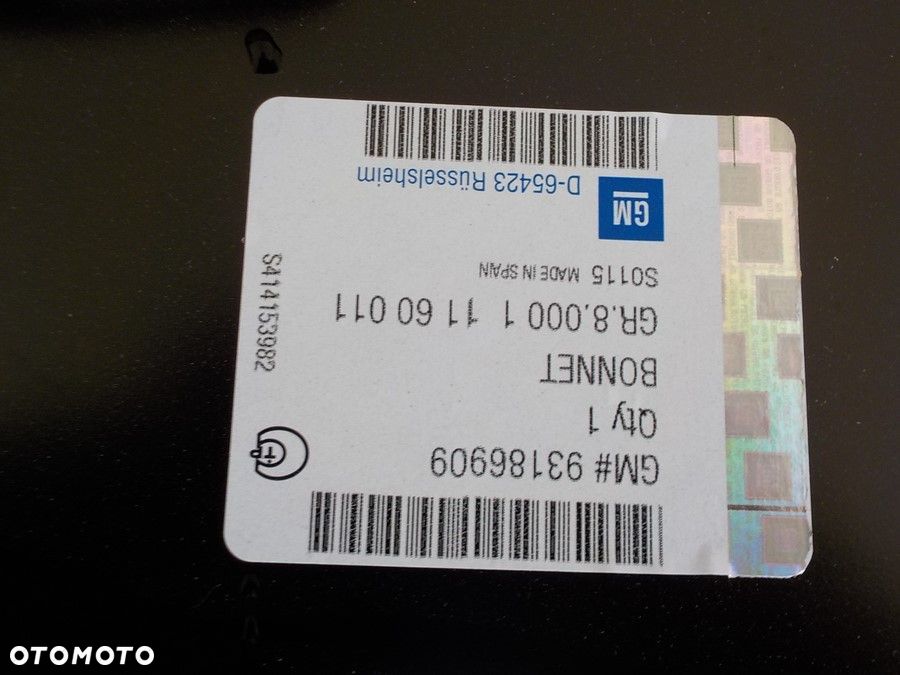 GM# 93186909
Qty 1
BONNET
GR.8.000 1 11 60 011
S0115 MADE IN SPAIN
GM
D-65423 Rüsselsheim
S414153982
OTOMOTO